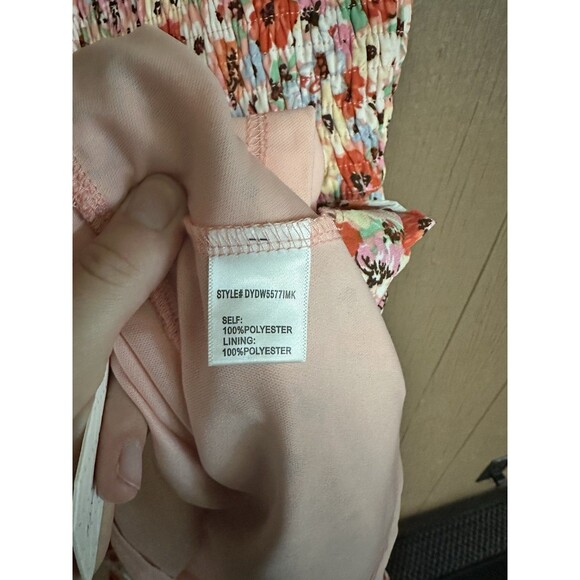 STYLE# DYDW5577IMK
SELF:
100%POLYESTER
LINING:
100%POLYESTER